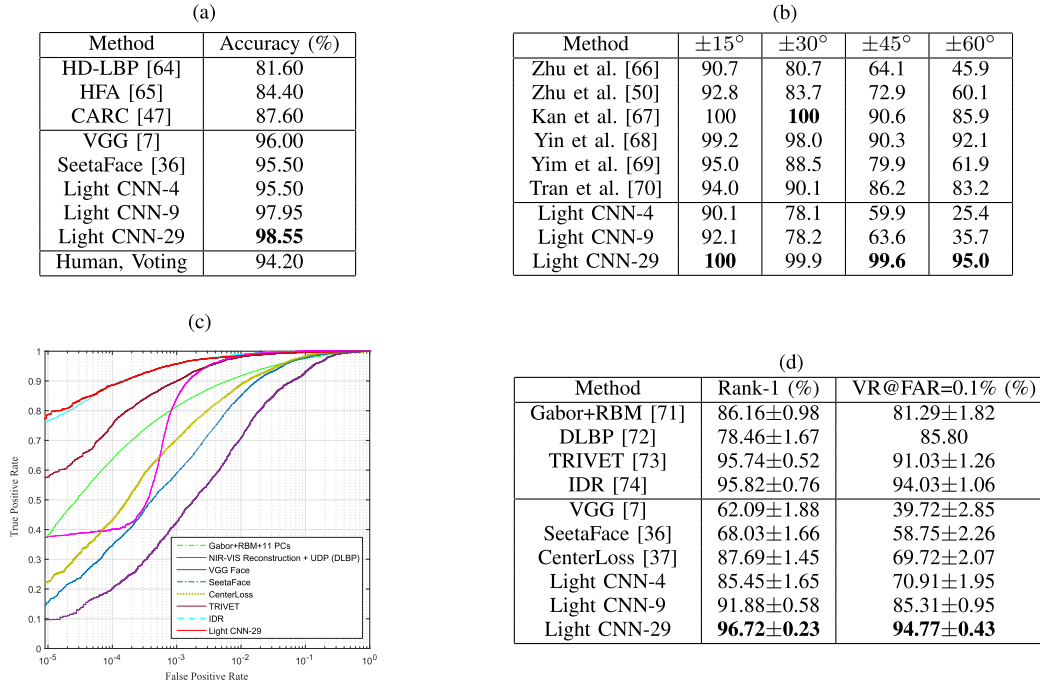 (a)
Method Accuracy (%)
HD-LBP [64] 81.60
HFA [65] 84.40
CARC [47] 87.60
VGG [7] 96.00
SeetaFace [36] 95.50
Light CNN-4 95.50
Light CNN-9 97.95
Light CNN-29 98.55
Human, Voting 94.20
(b)
Method ±15° ±30° ±45° ±60°
Zhu et al. [66] 90.7 80.7 64.1 45.9
Zhu et al. [50] 92.8 83.7 72.9 60.1
Kan et al. [67] 100 100 90.6 85.9
Yin et al. [68] 99.2 98.0 90.3 92.1
Yim et al. [69] 95.0 88.5 79.9 61.9
Tran et al. [70] 94.0 90.1 86.2 83.2
Light CNN-4 90.1 78.1 59.9 25.4
Light CNN-9 92.1 78.2 63.6 35.7
Light CNN-29 100 99.9 99.6 95.0
(c)
1
0.9
0.8
0.7
0.6
0.5
0.4
0.3
0.2
0.1
0
True Positive Rate
Gabor+RBM+11 PCs
NIR-VIS Reconstruction + UDP (DLBP)
VGG Face
SeetaFace
CenterLoss
TRIVET
IDR
Light CNN-29
10⁻⁵ 10⁻⁴ 10⁻³ 10⁻² 10⁻¹ 10⁰
False Positive Rate
(d)
Method Rank-1 (%) VR@FAR=0.1% (%)
Gabor+RBM [71] 86.16±0.98 81.29±1.82
DLBP [72] 78.46±1.67 85.80
TRIVET [73] 95.74±0.52 91.03±1.26
IDR [74] 95.82±0.76 94.03±1.06
VGG [7] 62.09±1.88 39.72±2.85
SeetaFace [36] 68.03±1.66 58.75±2.26
CenterLoss [37] 87.69±1.45 69.72±2.07
Light CNN-4 85.45±1.65 70.91±1.95
Light CNN-9 91.88±0.58 85.31±0.95
Light CNN-29 96.72±0.23 94.77±0.43